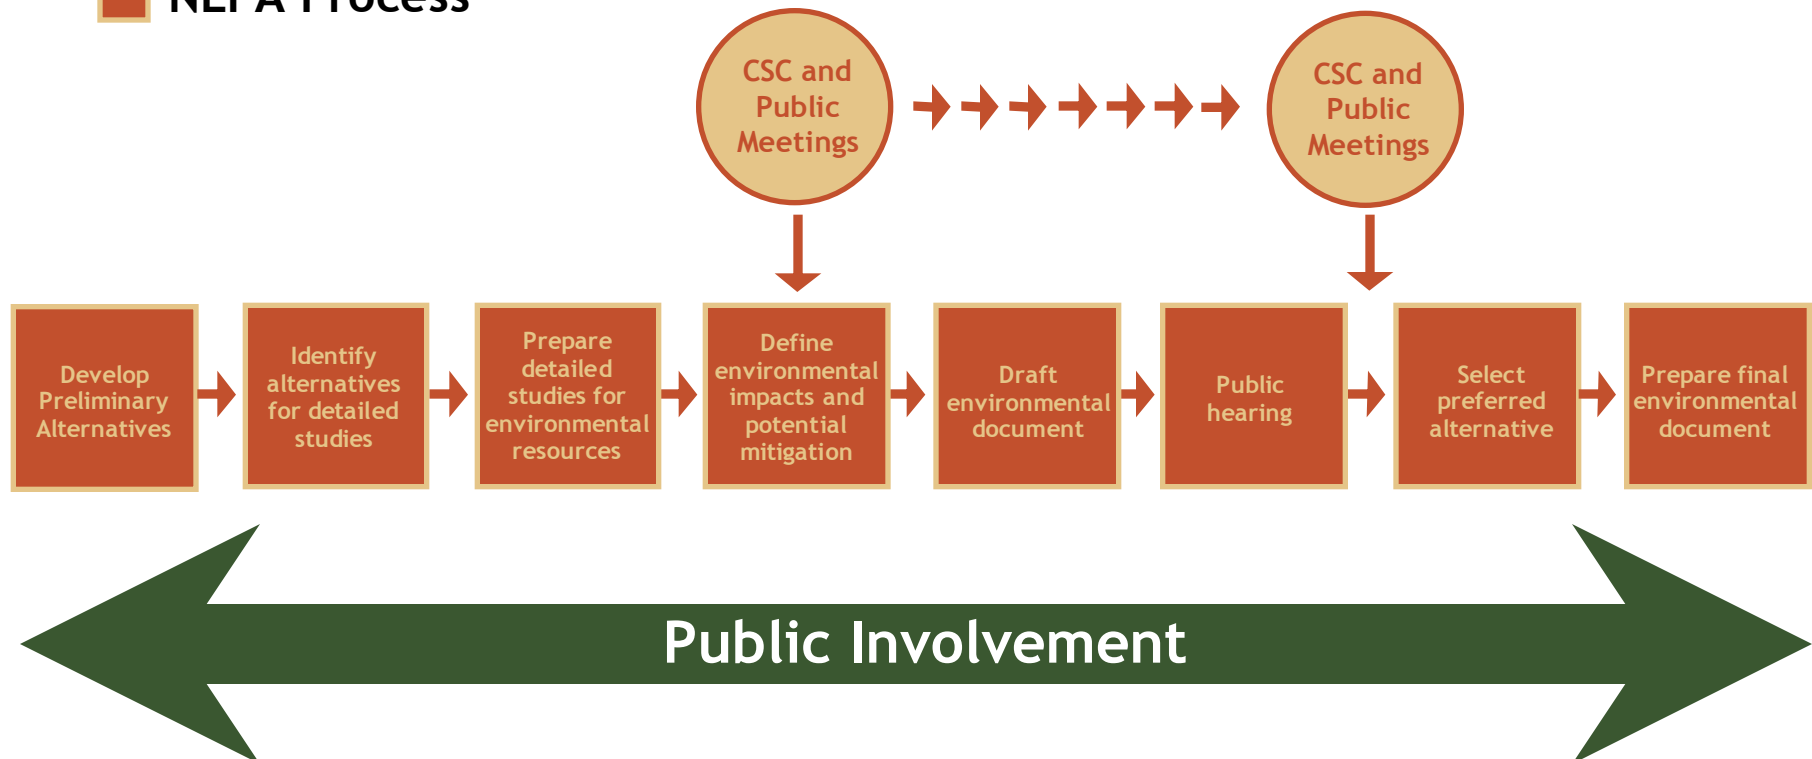 NEPA Process
CSC and
Public
Meetings
CSC and
Public
Meetings
Develop
Preliminary
Alternatives
Identify
alternatives
for detailed
studies
Prepare
detailed
studies for
environmental
resources
Define
environmental
impacts and
potential
mitigation
Draft
environmental
document
Public
hearing
Select
preferred
alternative
Prepare final
environmental
document
Public Involvement